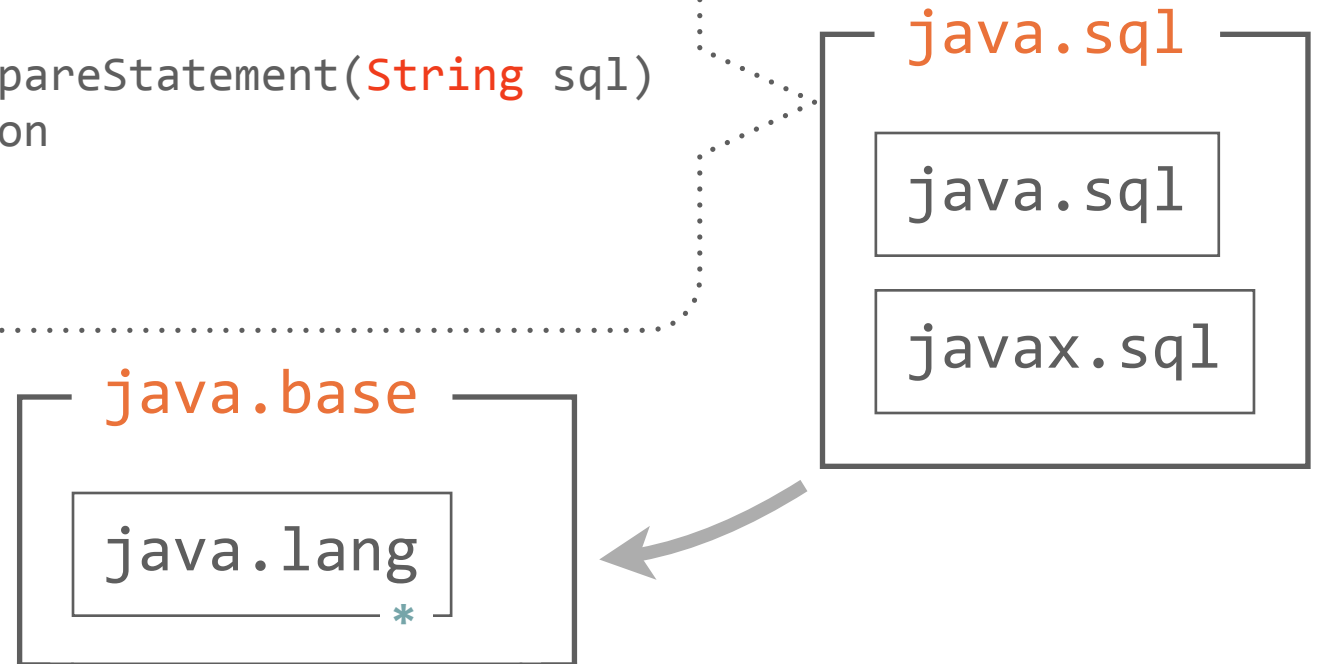 java.sql
pareStatement(String sql)
on
java.sql
javax.sql
java.base
java.lang
*